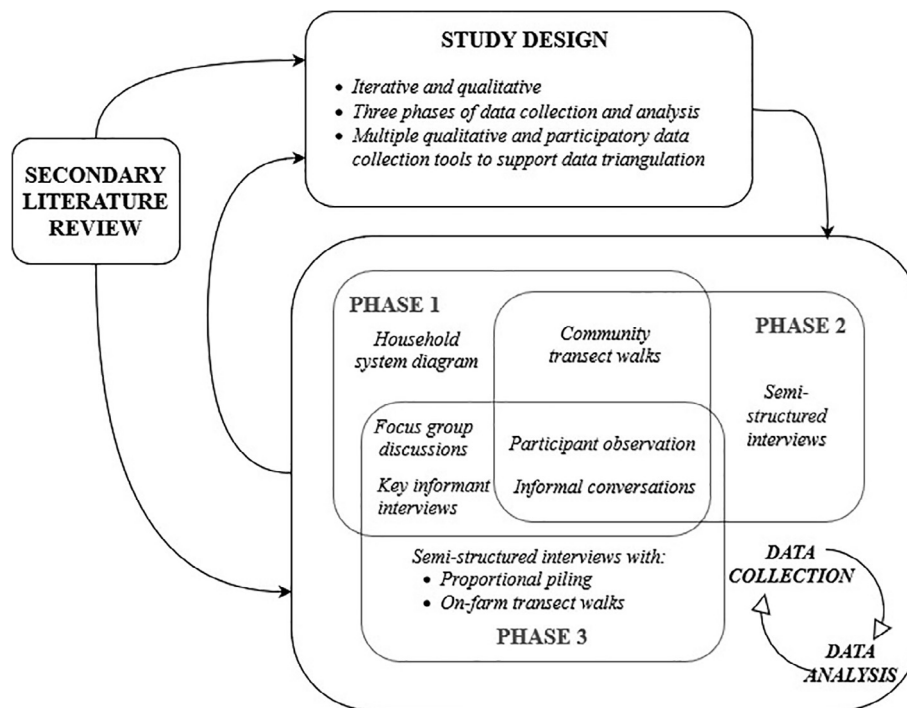 STUDY DESIGN
• Iterative and qualitative
• Three phases of data collection and analysis
• Multiple qualitative and participatory data
collection tools to support data triangulation
SECONDARY
LITERATURE
REVIEW
PHASE 1
Household
system diagram
Community
transect walks
PHASE 2
Semi-
structured
interviews
Focus group
discussions
Key informant
interviews
Participant observation
Informal conversations
Semi-structured interviews with:
• Proportional piling
• On-farm transect walks
PHASE 3
DATA
COLLECTION
DATA
ANALYSIS